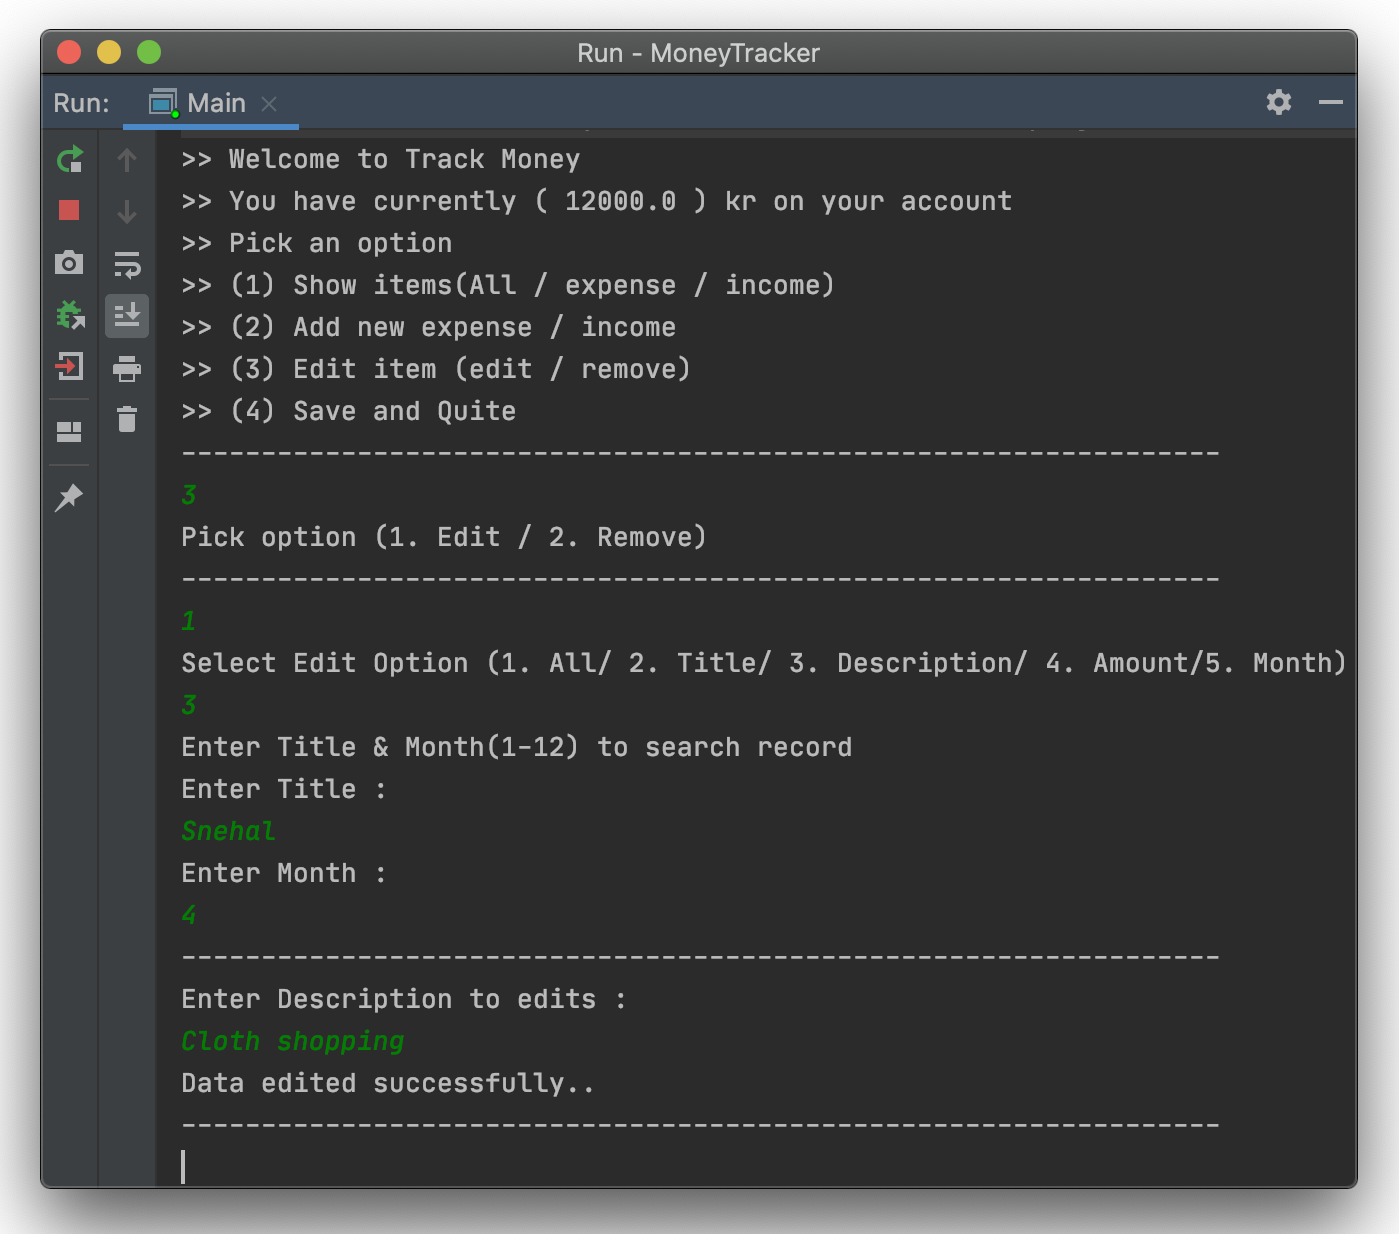 Run - MoneyTracker
Run: Main
>> Welcome to Track Money
>> You have currently ( 12000.0 ) kr on your account
>> Pick an option
>> (1) Show items(All / expense / income)
>> (2) Add new expense / income
>> (3) Edit item (edit / remove)
>> (4) Save and Quite
-----------------------------------------------------------------
3
Pick option (1. Edit / 2. Remove)
-----------------------------------------------------------------
1
Select Edit Option (1. All/ 2. Title/ 3. Description/ 4. Amount/5. Month)
3
Enter Title & Month(1-12) to search record
Enter Title :
Snehal
Enter Month :
4
-----------------------------------------------------------------
Enter Description to edits :
Cloth shopping
Data edited successfully..
-----------------------------------------------------------------